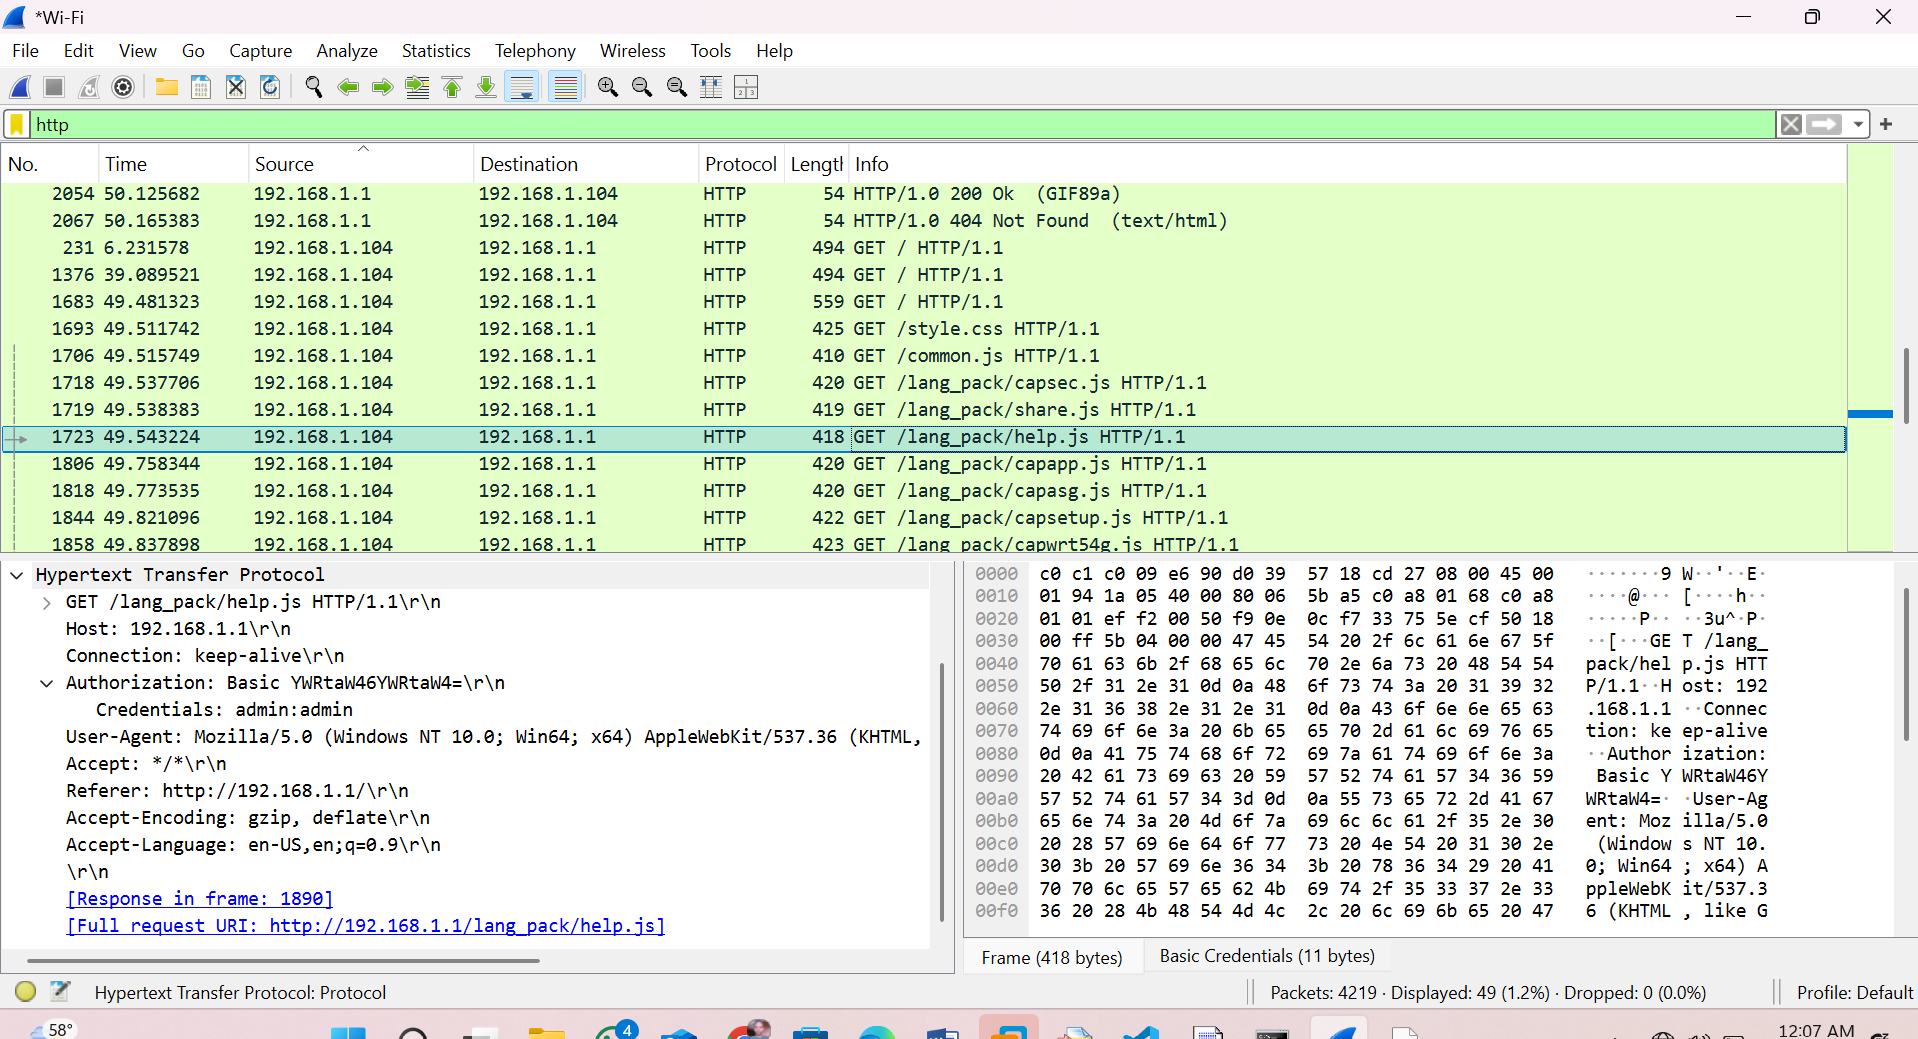 *Wi-Fi
File Edit View Go Capture Analyze Statistics Telephony Wireless Tools Help
http
No. Time Source Destination Protocol Length Info
2054 50.125682 192.168.1.1 192.168.1.104 HTTP 54 HTTP/1.0 200 Ok (GIF89a)
2067 50.165383 192.168.1.1 192.168.1.104 HTTP 54 HTTP/1.0 404 Not Found (text/html)
231 6.231578 192.168.1.104 192.168.1.1 HTTP 494 GET / HTTP/1.1
1376 39.089521 192.168.1.104 192.168.1.1 HTTP 494 GET / HTTP/1.1
1683 49.481323 192.168.1.104 192.168.1.1 HTTP 559 GET / HTTP/1.1
1693 49.511742 192.168.1.104 192.168.1.1 HTTP 425 GET /style.css HTTP/1.1
1706 49.515749 192.168.1.104 192.168.1.1 HTTP 410 GET /common.js HTTP/1.1
1718 49.537706 192.168.1.104 192.168.1.1 HTTP 420 GET /lang_pack/capsec.js HTTP/1.1
1719 49.538383 192.168.1.104 192.168.1.1 HTTP 419 GET /lang_pack/share.js HTTP/1.1
1723 49.543224 192.168.1.104 192.168.1.1 HTTP 418 GET /lang_pack/help.js HTTP/1.1
1806 49.758344 192.168.1.104 192.168.1.1 HTTP 420 GET /lang_pack/capapp.js HTTP/1.1
1818 49.773535 192.168.1.104 192.168.1.1 HTTP 420 GET /lang_pack/capasg.js HTTP/1.1
1844 49.821096 192.168.1.104 192.168.1.1 HTTP 422 GET /lang_pack/capsetup.js HTTP/1.1
1858 49.837898 192.168.1.104 192.168.1.1 HTTP 423 GET /lang_pack/capwrt54g.js HTTP/1.1
Hypertext Transfer Protocol
GET /lang_pack/help.js HTTP/1.1\r\n
Host: 192.168.1.1\r\n
Connection: keep-alive\r\n
Authorization: Basic YWRtaW46YWRtaW4=\r\n
Credentials: admin:admin
User-Agent: Mozilla/5.0 (Windows NT 10.0; Win64; x64) AppleWebKit/537.36 (KHTML,
Accept: */*\r\n
Referer: http://192.168.1.1/\r\n
Accept-Encoding: gzip, deflate\r\n
Accept-Language: en-US,en;q=0.9\r\n
\r\n
[Response in frame: 1890]
[Full request URI: http://192.168.1.1/lang_pack/help.js]
0000 c0 c1 c0 09 e6 90 d0 39 57 18 cd 27 08 00 45 00 ·······9 W··'··E·
0010 01 94 1a 05 40 00 80 06 5b a5 c0 a8 01 68 c0 a8 ····@··· [····h··
0020 01 01 ef f2 00 50 f9 0e 0c f7 33 75 5e cf 50 18 ·····P·· ··3u^·P·
0030 00 ff 5b 04 00 00 47 45 54 20 2f 6c 61 6e 67 5f ··[···GE T /lang_
0040 70 61 63 6b 2f 68 65 6c 70 2e 6a 73 20 48 54 54 pack/hel p.js HTT
0050 50 2f 31 2e 31 0d 0a 48 6f 73 74 3a 20 31 39 32 P/1.1··H ost: 192
0060 2e 31 36 38 2e 31 2e 31 0d 0a 43 6f 6e 6e 65 63 .168.1.1 ··Connec
0070 74 69 6f 6e 3a 20 6b 65 65 70 2d 61 6c 69 76 65 tion: ke ep-alive
0080 0d 0a 41 75 74 68 6f 72 69 7a 61 74 69 6f 6e 3a ··Author ization:
0090 20 42 61 73 69 63 20 59 57 52 74 61 57 34 36 59 Basic Y WRtaW46Y
00a0 57 52 74 61 57 34 3d 0d 0a 55 73 65 72 2d 41 67 WRtaW4=· ·User-Ag
00b0 65 6e 74 3a 20 4d 6f 7a 69 6c 6c 61 2f 35 2e 30 ent: Moz illa/5.0
00c0 20 28 57 69 6e 64 6f 77 73 20 4e 54 20 31 30 2e (Window s NT 10.
00d0 30 3b 20 57 69 6e 36 34 3b 20 78 36 34 29 20 41 0; Win64 ; x64) A
00e0 70 70 6c 65 57 65 62 4b 69 74 2f 35 33 37 2e 33 ppleWebK it/537.3
00f0 36 20 28 4b 48 54 4d 4c 2c 20 6c 69 6b 65 20 47 6 (KHTML , like G
Frame (418 bytes) Basic Credentials (11 bytes)
Hypertext Transfer Protocol: Protocol Packets: 4219 · Displayed: 49 (1.2%) · Dropped: 0 (0.0%) Profile: Default
58° 4 12:07 AM